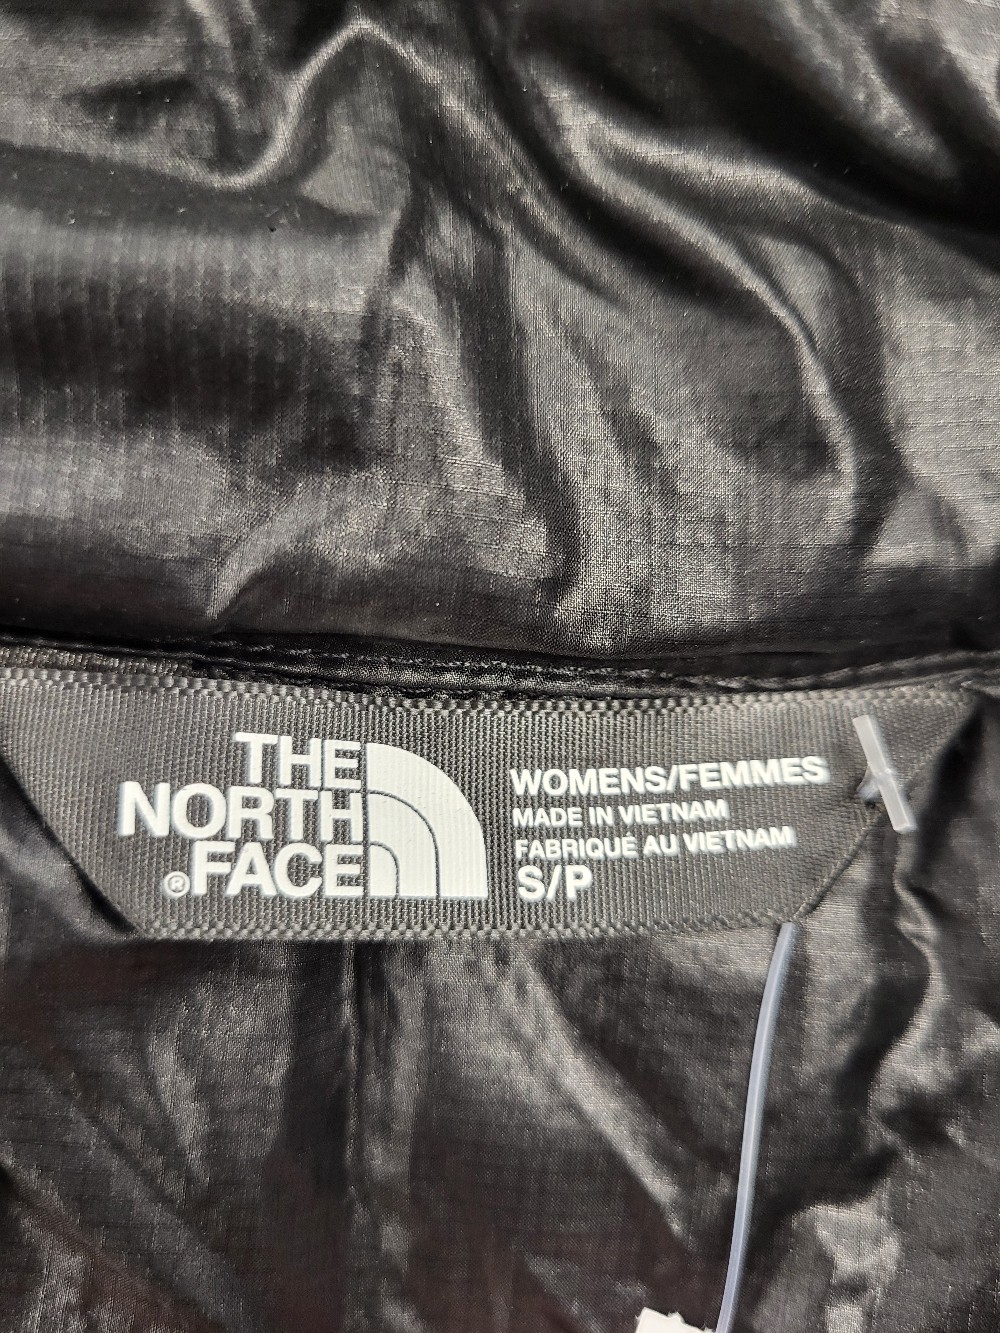 THE
NORTH
®FACE
WOMENS/FEMMES
MADE IN VIETNAM
FABRIQUÉ AU VIETNAM
S/P